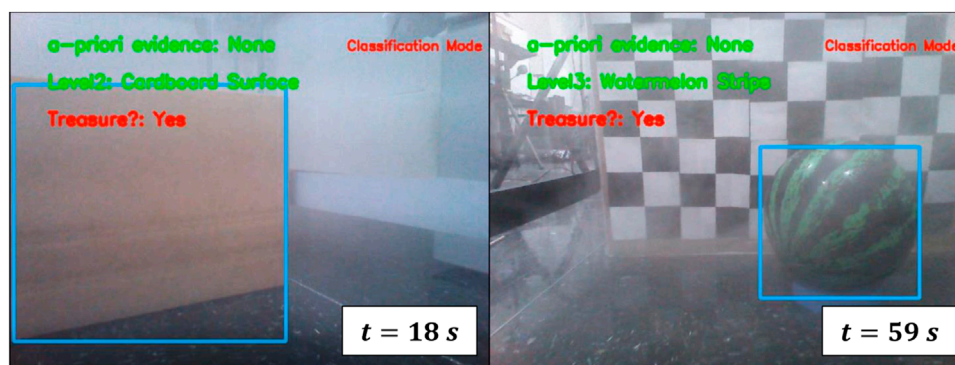 a-priori evidence: None
Classification Mode
Level2: Cardboard Surface
Treasure?: Yes
t = 18 s
a-priori evidence: None
Classification Mode
Level3: Watermelon Stripe
Treasure?: Yes
t = 59 s